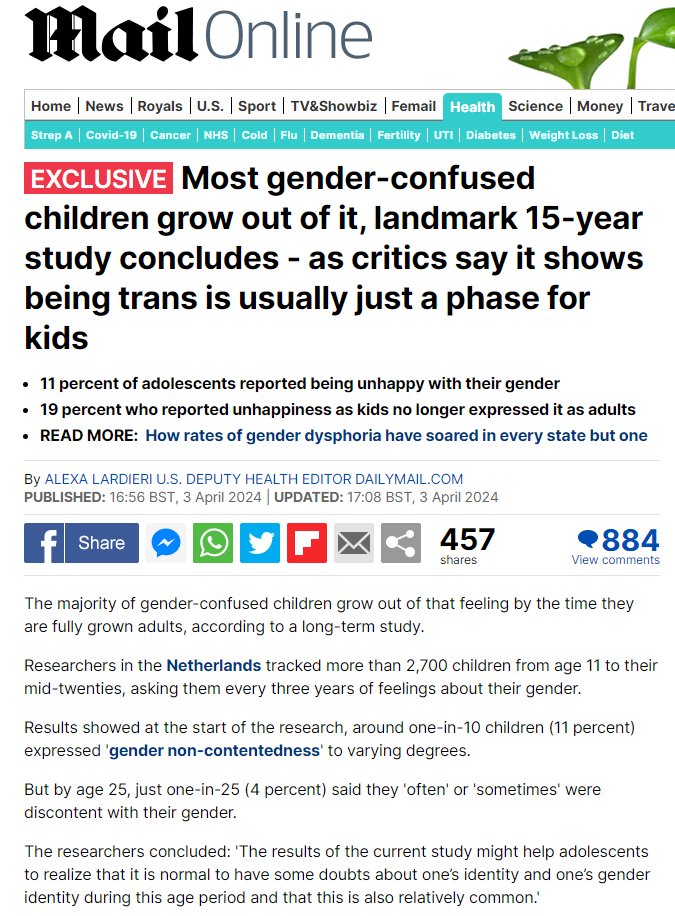 Mail Online
Home | News | Royals | U.S. | Sport | TV&Showbiz | Femail | Health | Science | Money | Trave
Strep A | Covid-19 | Cancer | NHS | Cold | Flu | Dementia | Fertility | UTI | Diabetes | Weight Loss | Diet
EXCLUSIVE Most gender-confused
children grow out of it, landmark 15-year
study concludes - as critics say it shows
being trans is usually just a phase for
kids
• 11 percent of adolescents reported being unhappy with their gender
• 19 percent who reported unhappiness as kids no longer expressed it as adults
• READ MORE: How rates of gender dysphoria have soared in every state but one
By ALEXA LARDIERI U.S. DEPUTY HEALTH EDITOR DAILYMAIL.COM
PUBLISHED: 16:56 BST, 3 April 2024 | UPDATED: 17:08 BST, 3 April 2024
f Share
457
shares
884
View comments
The majority of gender-confused children grow out of that feeling by the time they
are fully grown adults, according to a long-term study.
Researchers in the Netherlands tracked more than 2,700 children from age 11 to their
mid-twenties, asking them every three years of feelings about their gender.
Results showed at the start of the research, around one-in-10 children (11 percent)
expressed 'gender non-contentedness' to varying degrees.
But by age 25, just one-in-25 (4 percent) said they 'often' or 'sometimes' were
discontent with their gender.
The researchers concluded: 'The results of the current study might help adolescents
to realize that it is normal to have some doubts about one's identity and one's gender
identity during this age period and that this is also relatively common.'